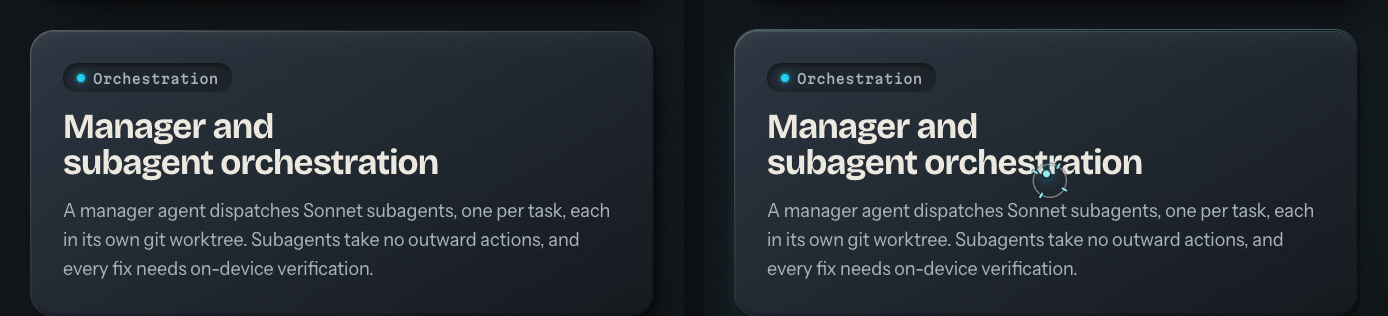 Orchestration
Manager and
subagent orchestration
A manager agent dispatches Sonnet subagents, one per task, each
in its own git worktree. Subagents take no outward actions, and
every fix needs on-device verification.
Orchestration
Manager and
subagent orchestration
A manager agent dispatches Sonnet subagents, one per task, each
in its own git worktree. Subagents take no outward actions, and
every fix needs on-device verification.